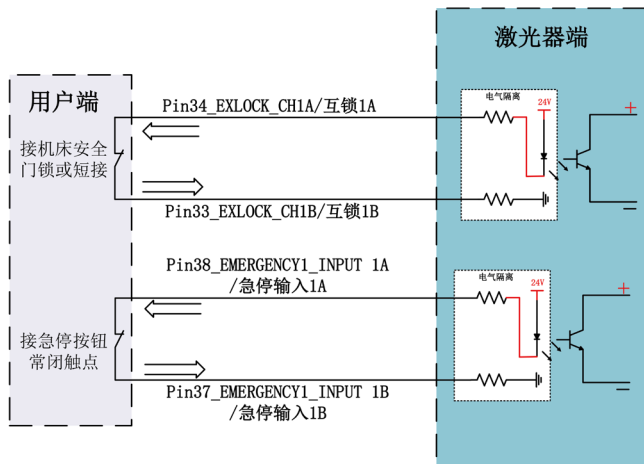 激光器端
用户端
Pin34_EXLOCK_CH1A/互锁1A
电气隔离
24V
接机床安全
门锁或短接
Pin33_EXLOCK_CH1B/互锁1B
Pin38_EMERGENCY1_INPUT 1A
/急停输入1A
电气隔离
24V
接急停按钮
常闭触点
Pin37_EMERGENCY1_INPUT 1B
/急停输入1B